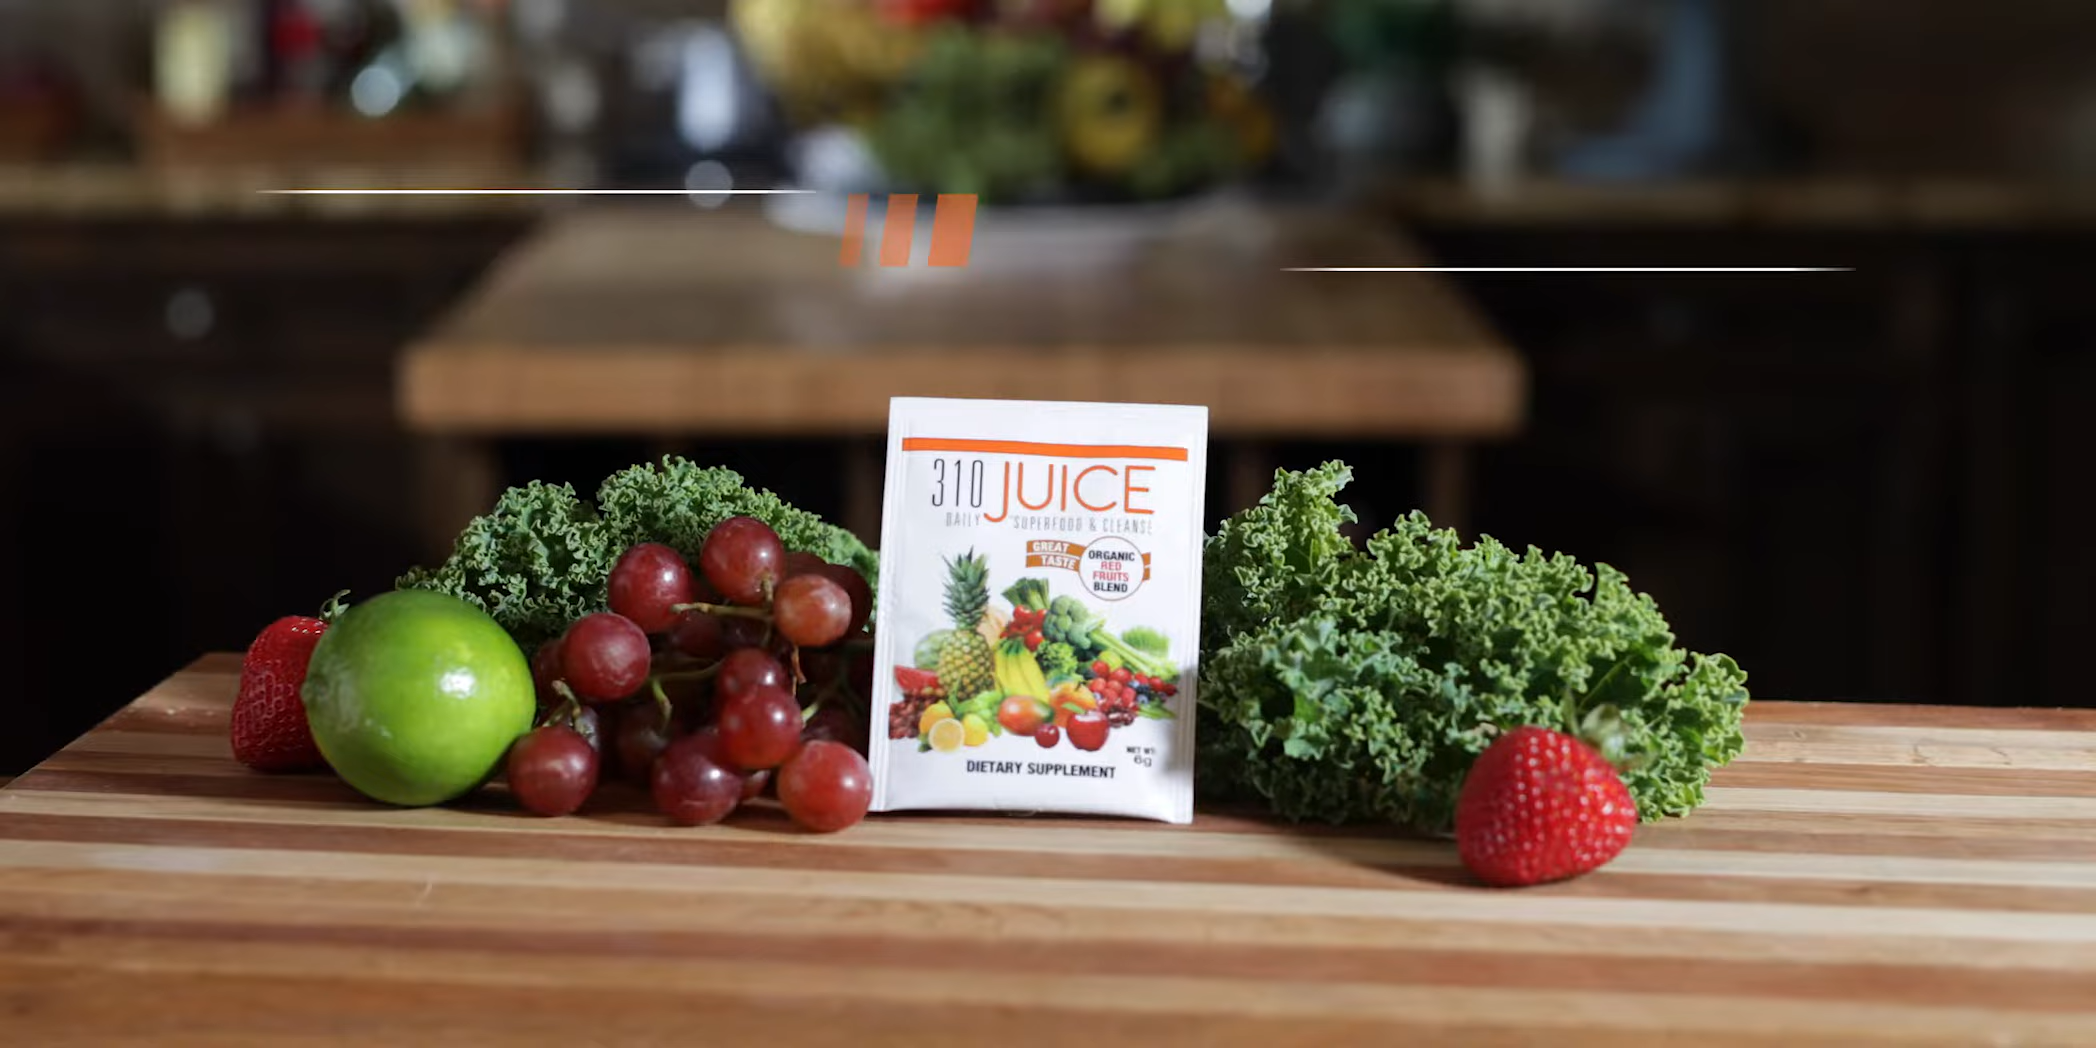 310 JUICE
DAILY SUPERFOOD & CLEANSE
GREAT
TASTE
ORGANIC
RED
FRUITS
BLEND
NET WT.
6g
DIETARY SUPPLEMENT